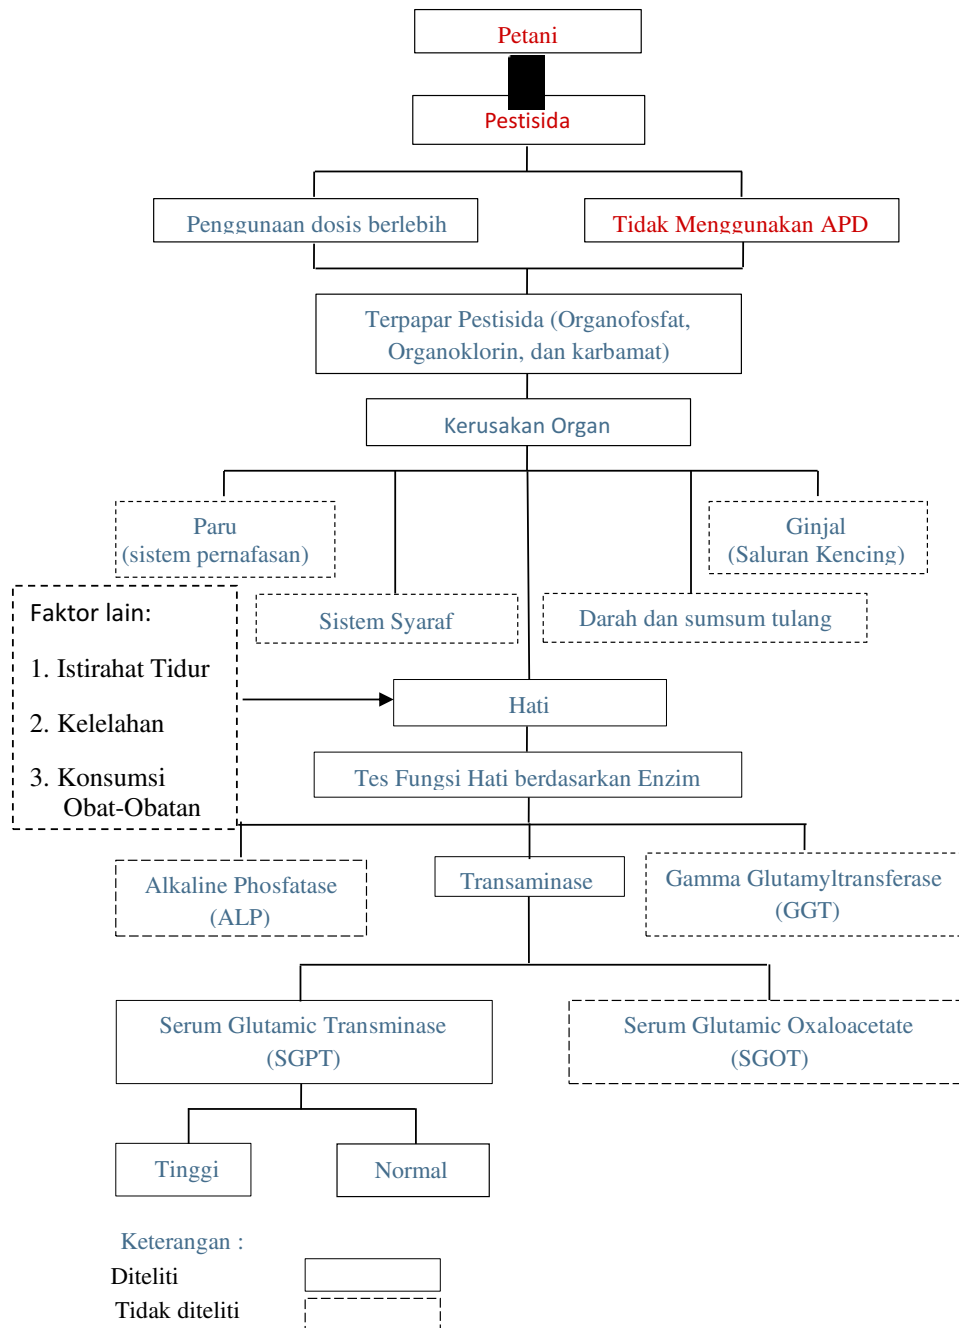 Petani
Pestisida
Penggunaan dosis berlebih
Tidak Menggunakan APD
Terpapar Pestisida (Organofosfat,
Organoklorin, dan karbamat)
Kerusakan Organ
Paru
(sistem pernafasan)
Ginjal
(Saluran Kencing)
Sistem Syaraf
Darah dan sumsum tulang
Faktor lain:
1. Istirahat Tidur
2. Kelelahan
3. Konsumsi
Obat-Obatan
Hati
Tes Fungsi Hati berdasarkan Enzim
Alkaline Phosfatase
(ALP)
Transaminase
Gamma Glutamyltransferase
(GGT)
Serum Glutamic Transminase
(SGPT)
Serum Glutamic Oxaloacetate
(SGOT)
Tinggi
Normal
Keterangan :
Diteliti
Tidak diteliti